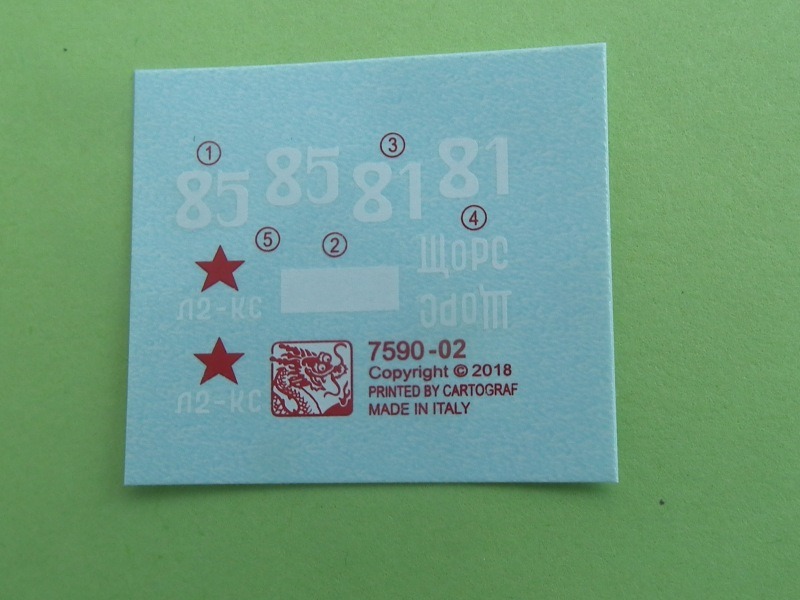 ① ③
85 85 81 81
④
⑤ ②
Щорс
Л2-КС
Щорс
7590-02
Copyright © 2018
Л2-КС
PRINTED BY CARTOGRAF
MADE IN ITALY